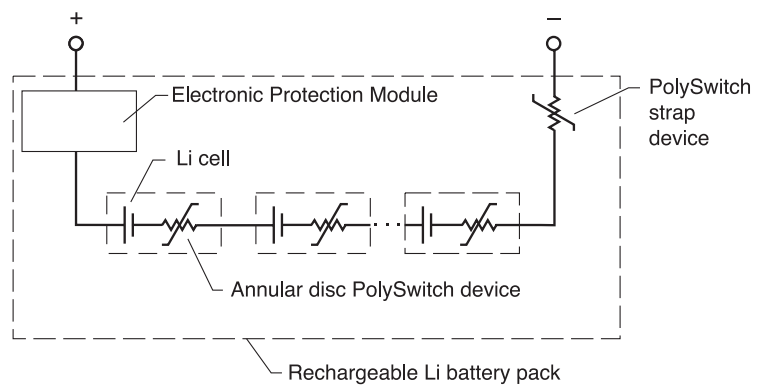 +
–
Electronic Protection Module
PolySwitch
strap
device
Li cell
Annular disc PolySwitch device
Rechargeable Li battery pack